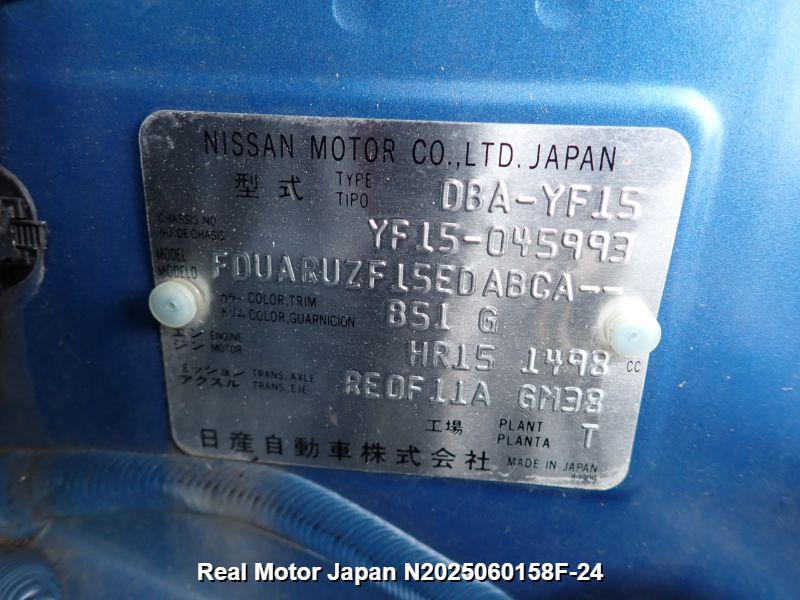 NISSAN MOTOR CO.,LTD. JAPAN
型式 TYPE TIPO DBA-YF15
CHASSIS NO NO DE CHASIS YF15-045993
MODEL MODELO FDUARUZF15EDABCA--
カラー COLOR,TRIM トリム COLOR,GUARNICION B51 G
エンジン ENGINE MOTOR HR15 1498 CC
ミッション TRANS.,AXLE アクスル TRANS.,EJE RE0F11A GM38
工場 PLANT PLANTA T
日産自動車株式会社 MADE IN JAPAN
Real Motor Japan N2025060158F-24